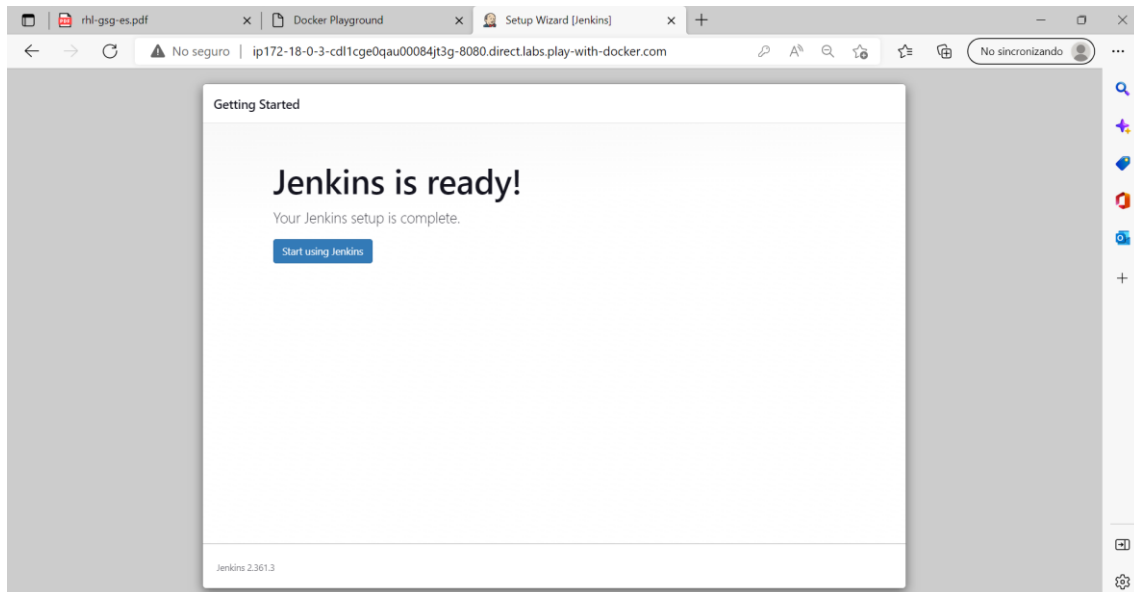 rhl-gsg-es.pdf
Docker Playground
Setup Wizard [Jenkins]
No seguro | ip172-18-0-3-cdl1cge0qau00084jt3g-8080.direct.labs.play-with-docker.com
No sincronizando
Getting Started
Jenkins is ready!
Your Jenkins setup is complete.
Start using Jenkins
Jenkins 2.361.3